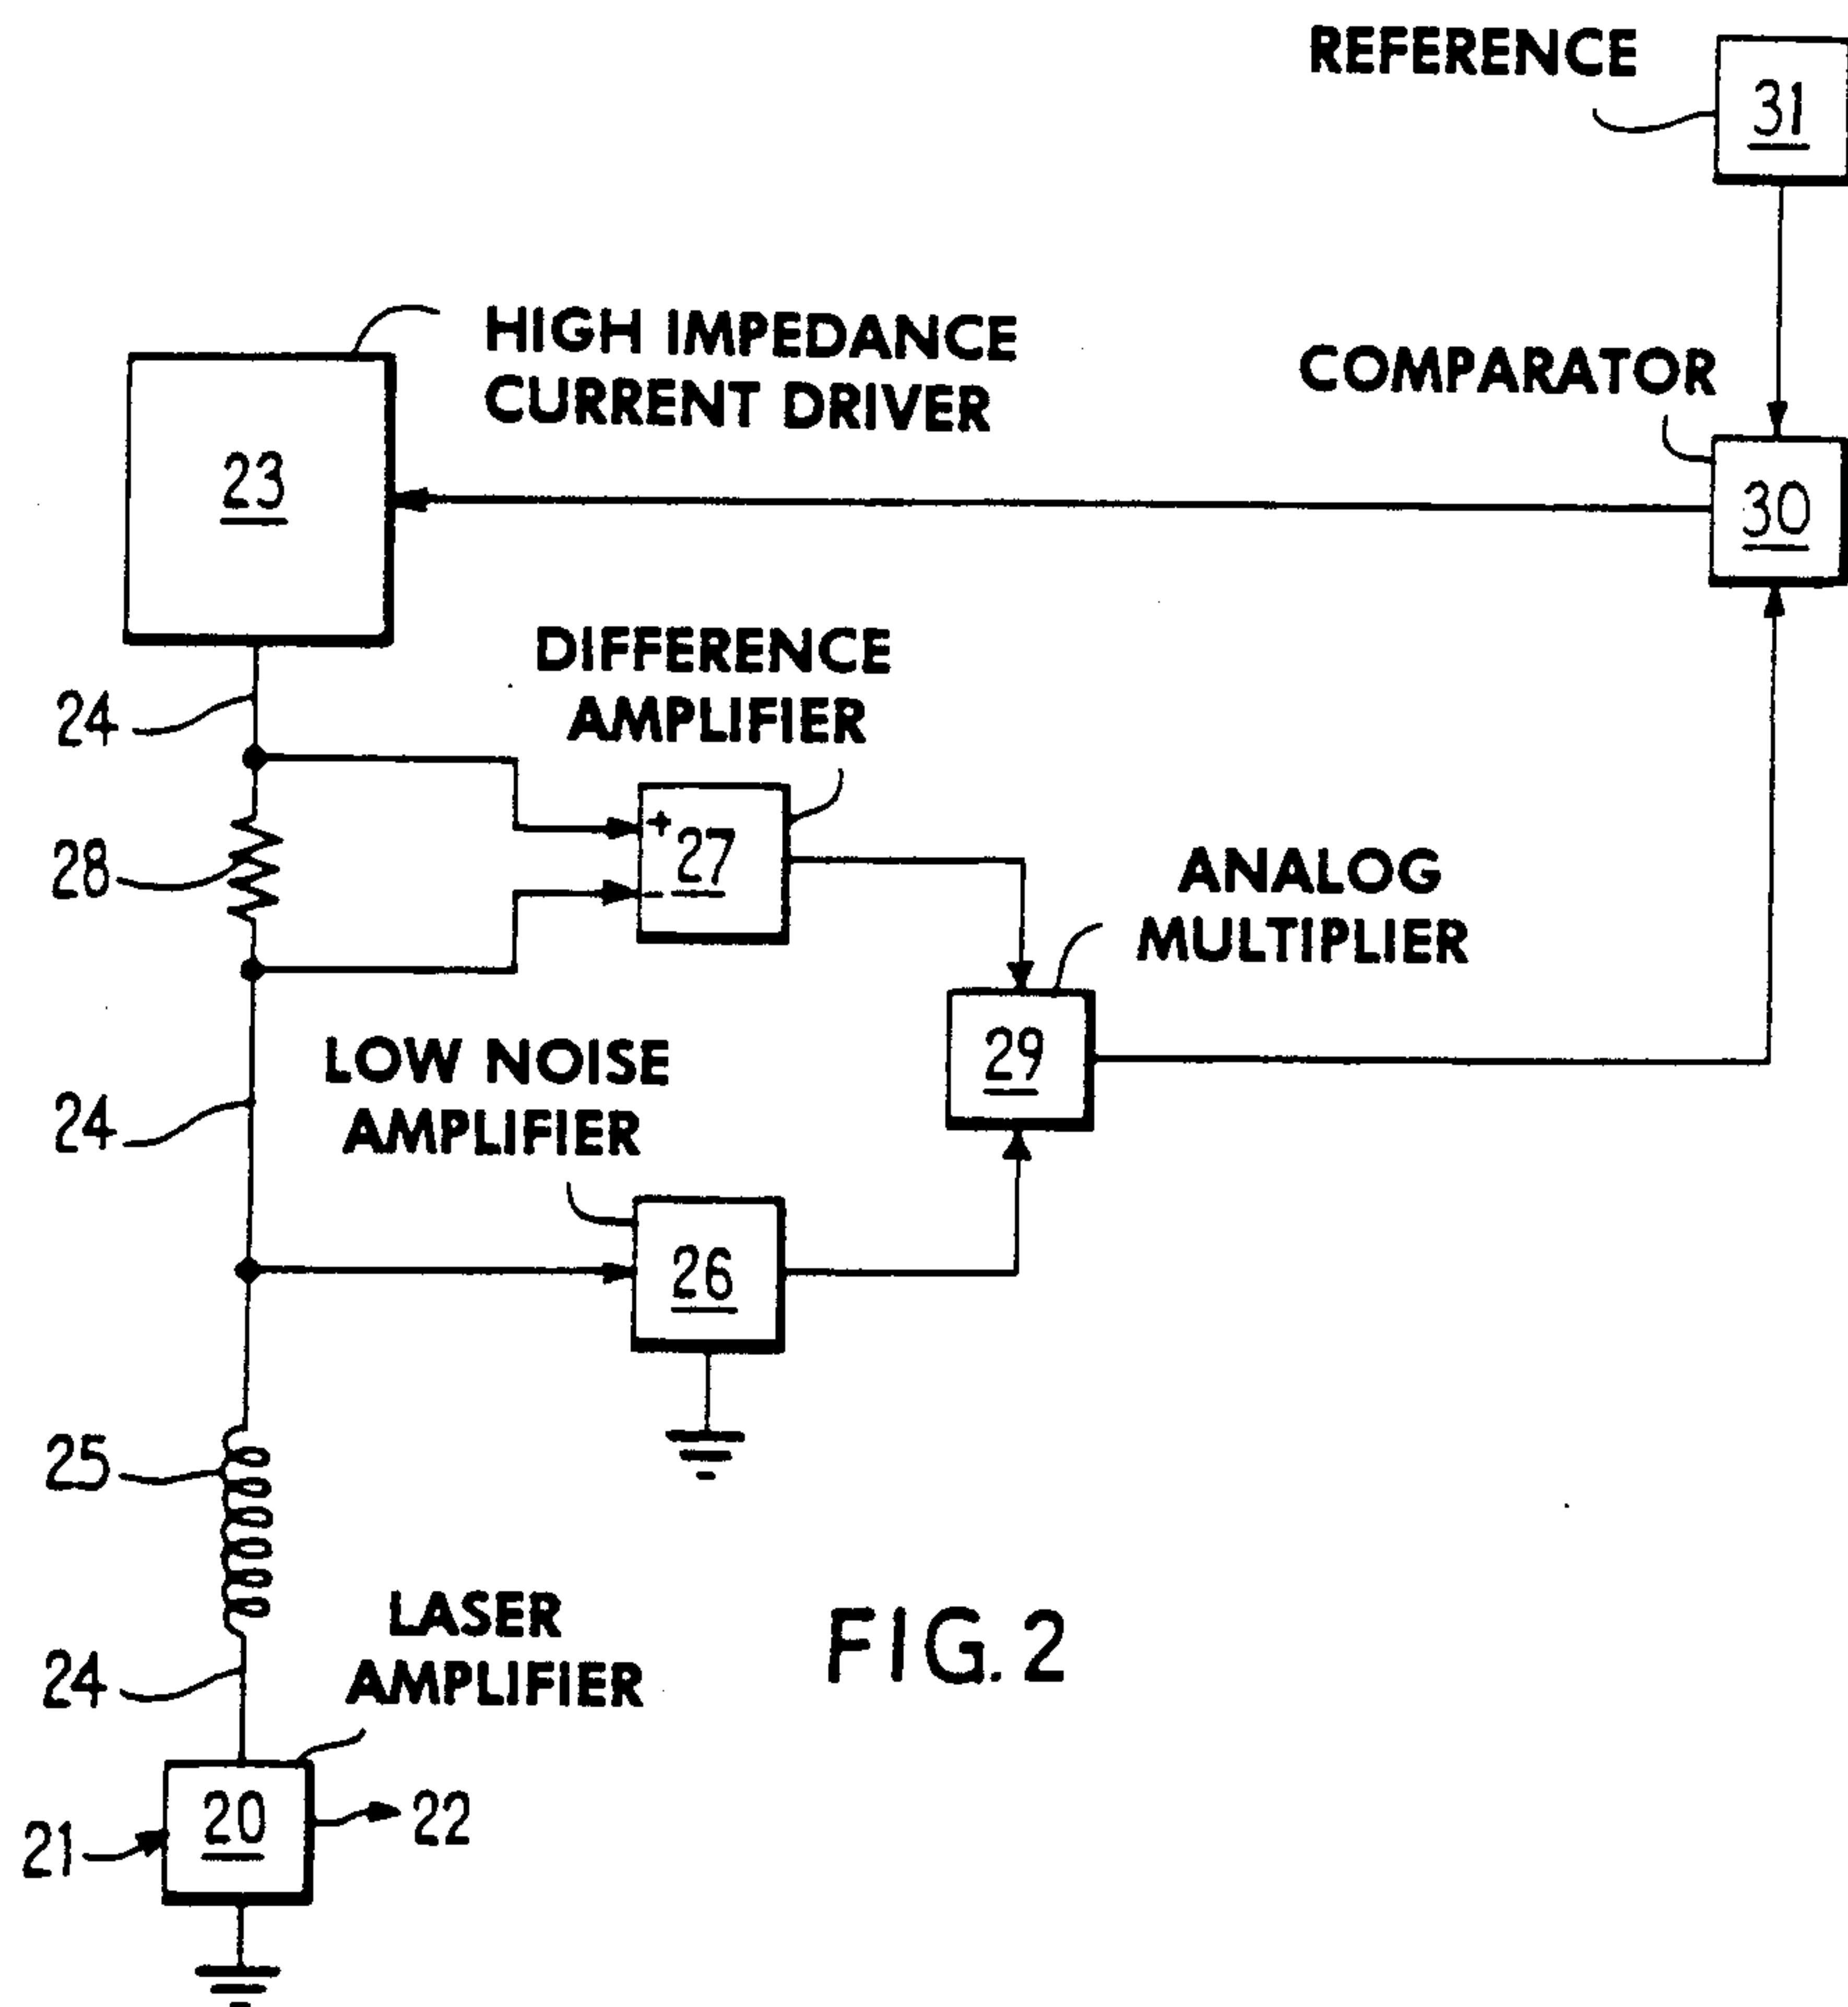 REFERENCE
31
HIGH IMPEDANCE
CURRENT DRIVER
COMPARATOR
23
30
DIFFERENCE
AMPLIFIER
24
+
27
-
28
ANALOG
MULTIPLIER
29
LOW NOISE
AMPLIFIER
24
26
25
LASER
AMPLIFIER
FIG. 2
24
20
22
21